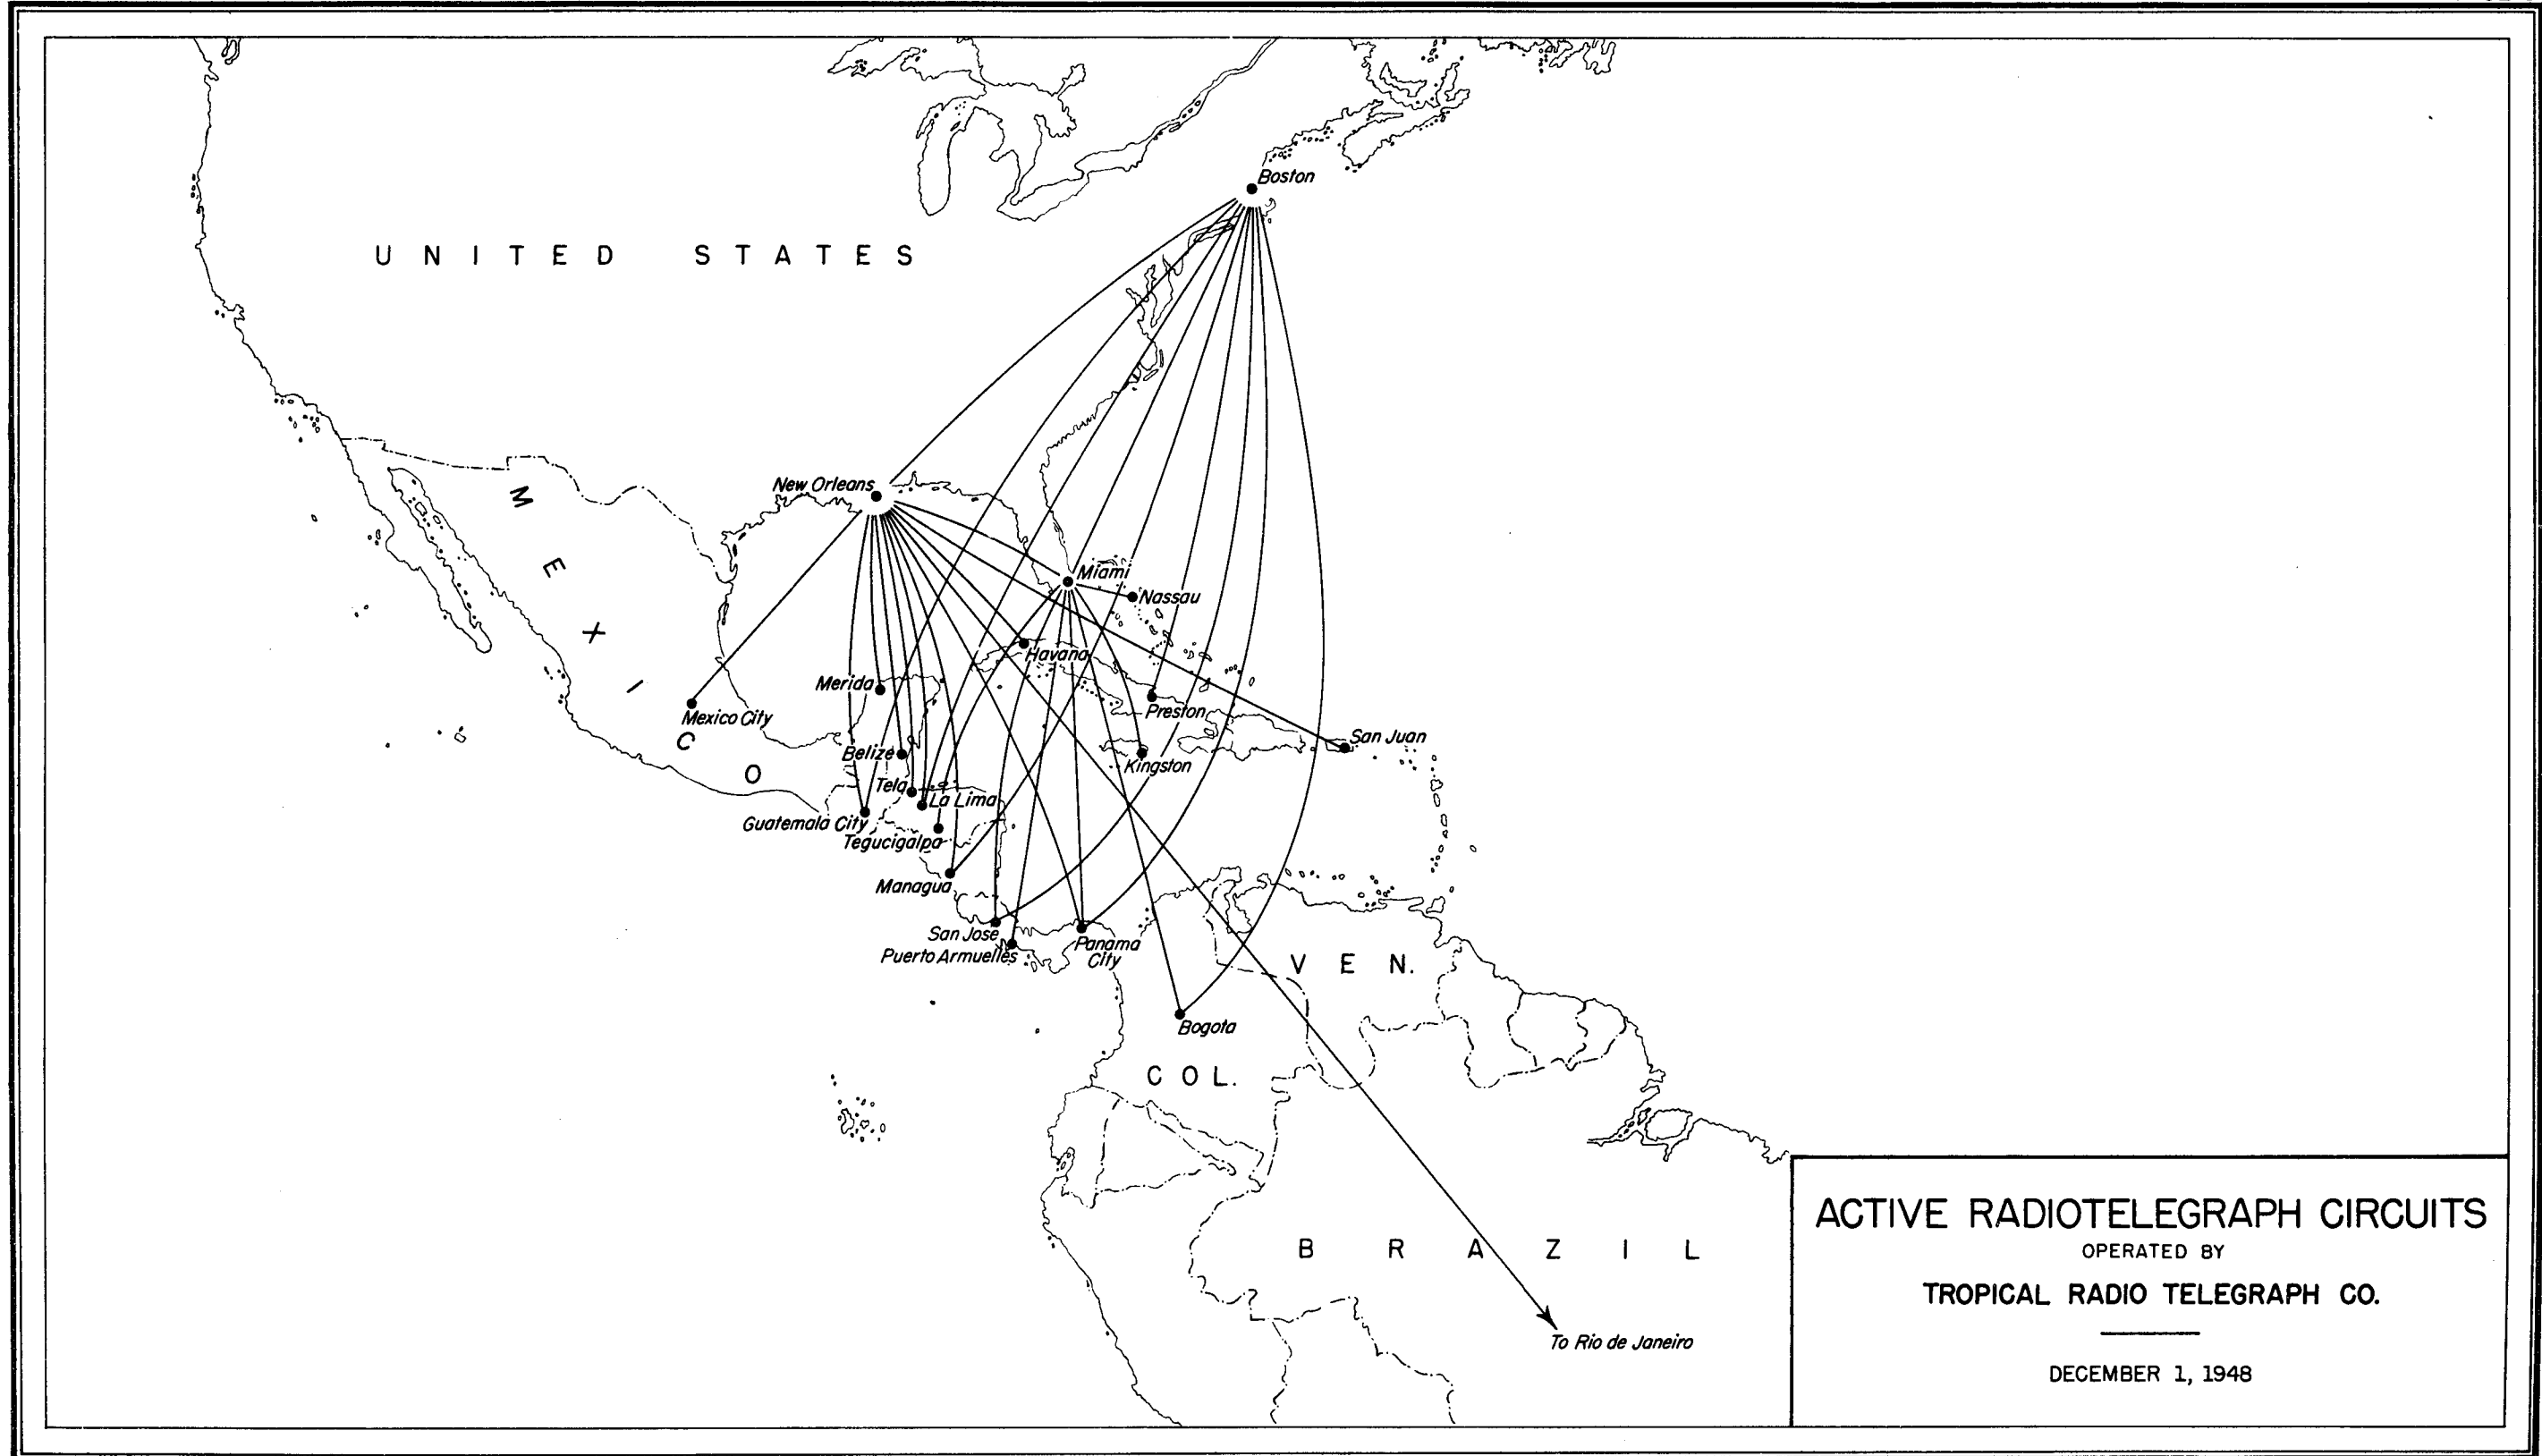 Boston
UNITED STATES
New Orleans
MEXICO
Miami
Nassau
Havana
Merida
Mexico City
Preston
San Juan
Belize
Kingston
Tela
La Lima
Guatemala City
Tegucigalpa
Managua
San Jose
Puerto Armuelles
Panama
City
VEN.
Bogota
COL.
BRAZIL
To Rio de Janeiro
ACTIVE RADIOTELEGRAPH CIRCUITS
OPERATED BY
TROPICAL RADIO TELEGRAPH CO.
DECEMBER 1, 1948